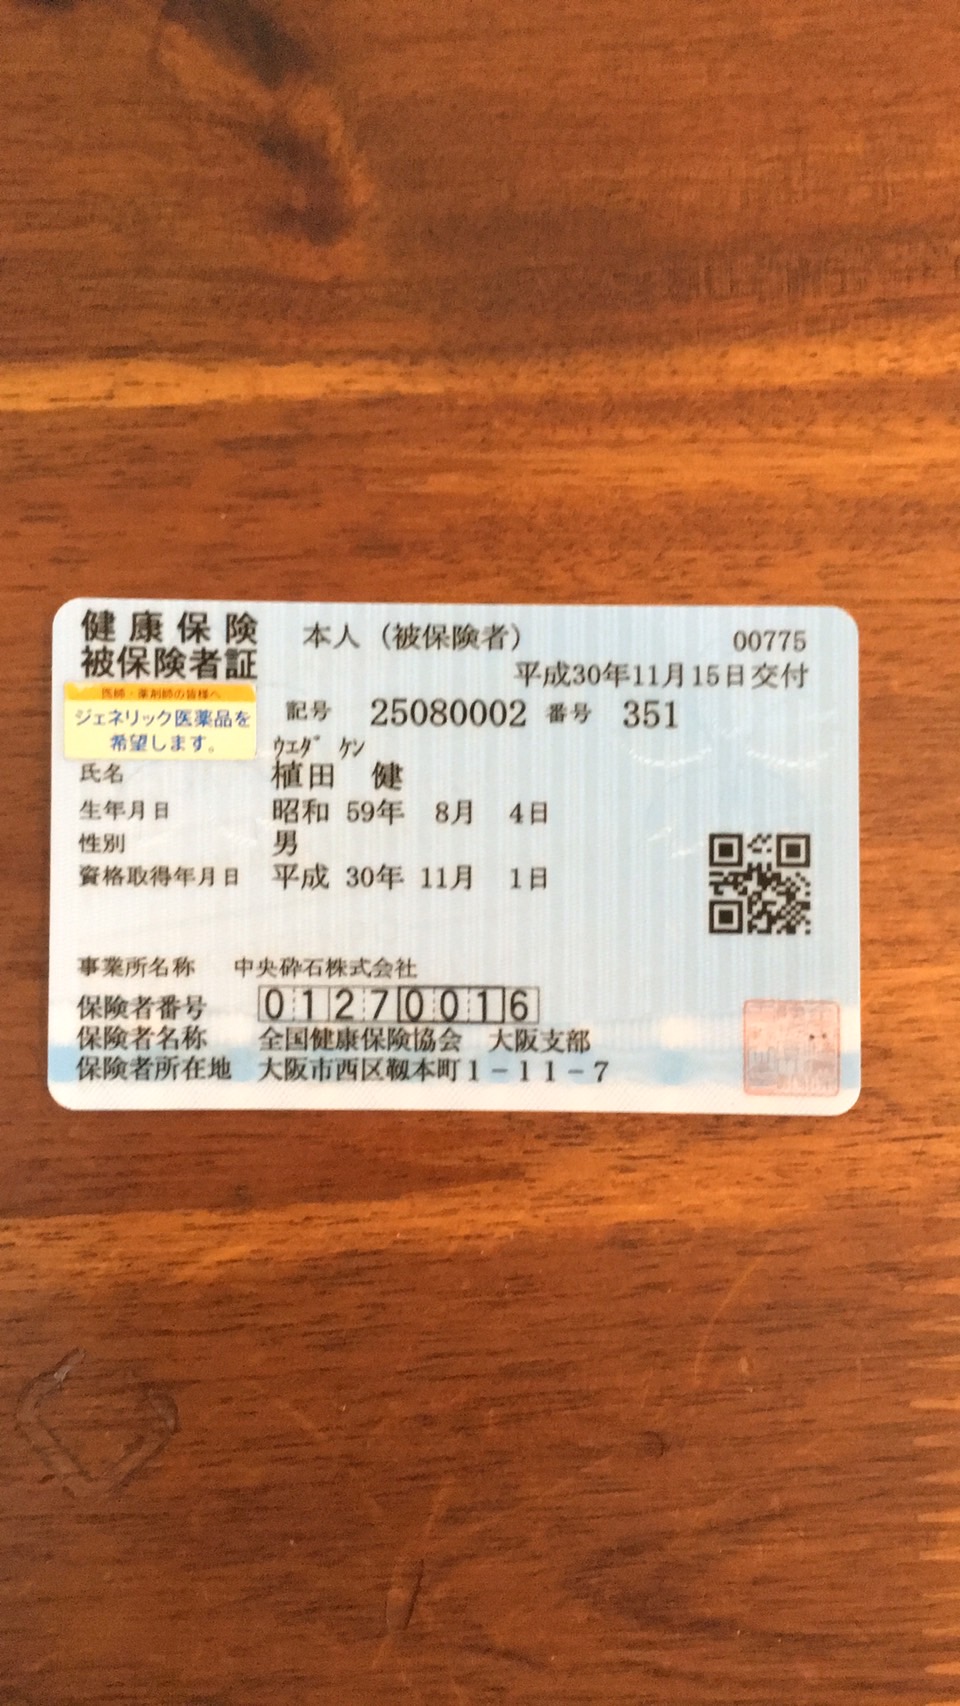 健康保険 本人（被保険者） 00775
被保険者証 平成30年11月15日交付
医師・薬剤師の皆様へ
ジェネリック医薬品を
希望します。
記号 25080002 番号 351
ｳｴﾀﾞ ｹﾝ
氏名 植田 健
生年月日 昭和 59年 8月 4日
性別 男
資格取得年月日 平成 30年 11月 1日
事業所名称 中央砕石株式会社
保険者番号 01270016
保険者名称 全国健康保険協会 大阪支部
保険者所在地 大阪市西区靱本町1－11－7